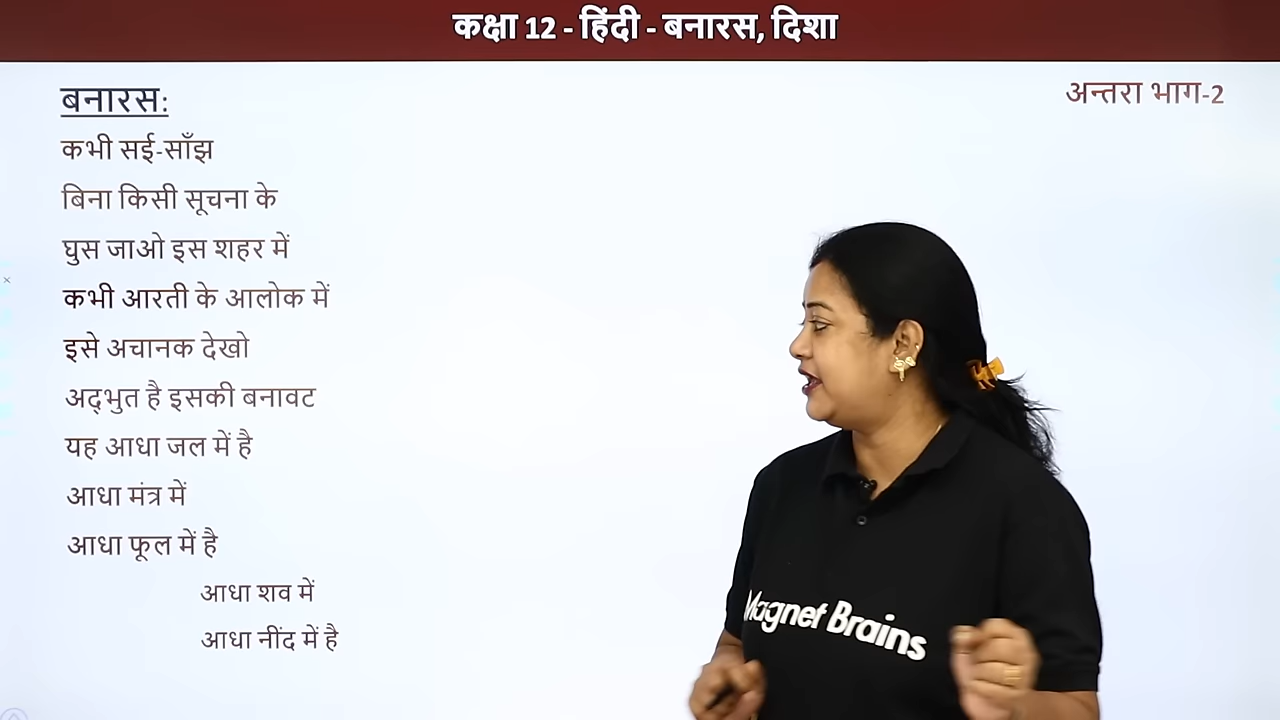 कक्षा 12 - हिंदी - बनारस, दिशा
अन्तरा भाग-2
बनारस:
कभी सई-साँझ
बिना किसी सूचना के
घुस जाओ इस शहर में
कभी आरती के आलोक में
इसे अचानक देखो
अद्‌भुत है इसकी बनावट
यह आधा जल में है
आधा मंत्र में
आधा फूल में है
आधा शव में
आधा नींद में है
Magnet Brains